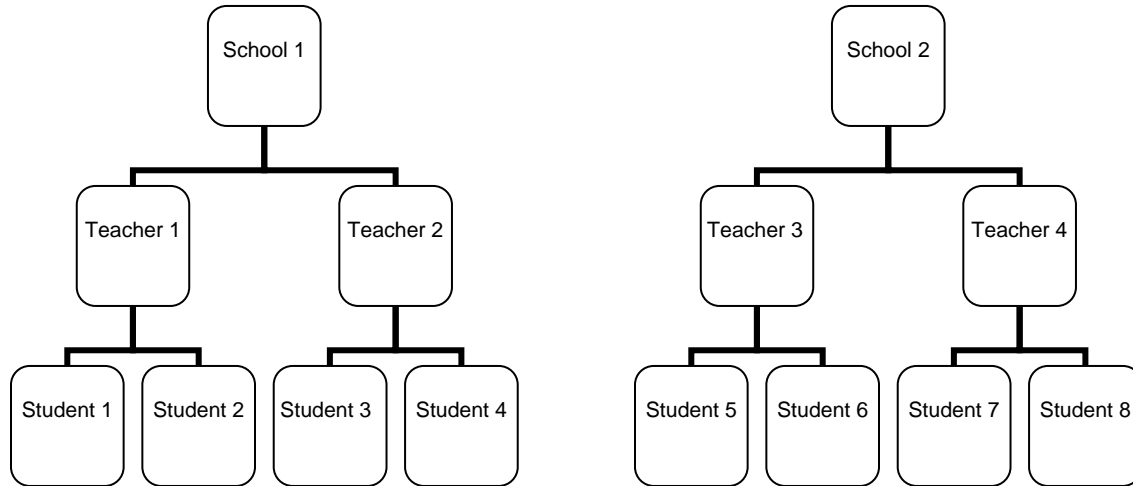 School 1
School 2
Teacher 1
Teacher 2
Teacher 3
Teacher 4
Student 1
Student 2
Student 3
Student 4
Student 5
Student 6
Student 7
Student 8